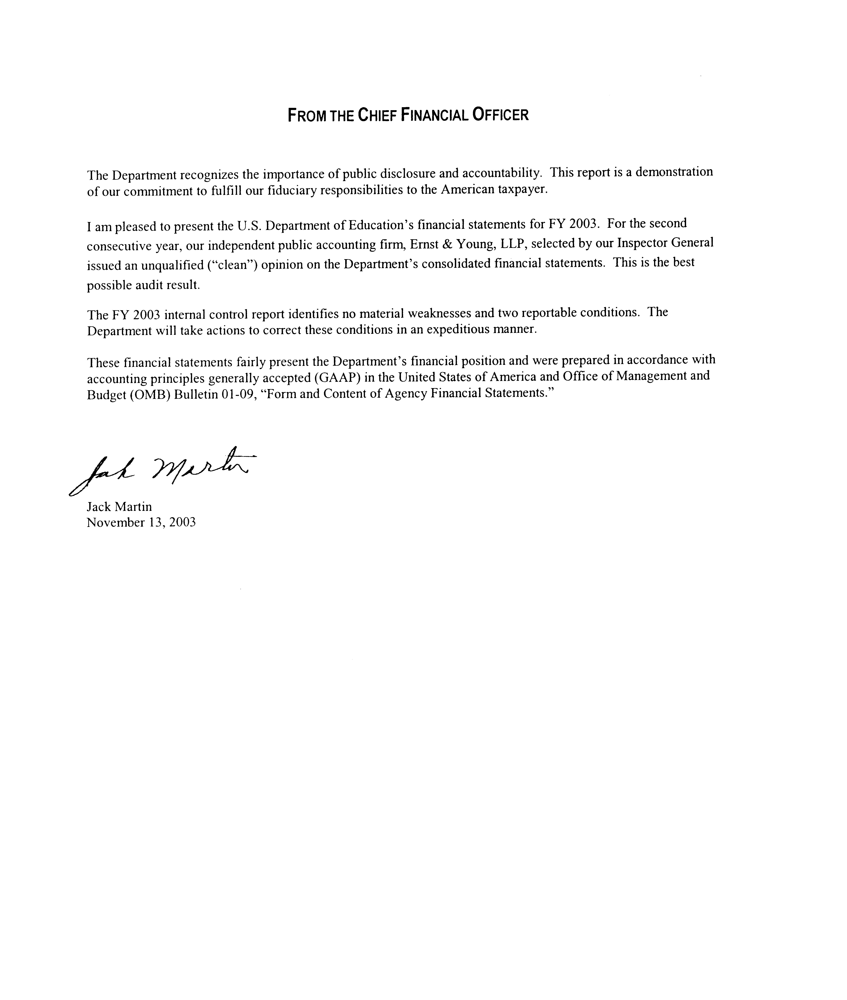 FROM THE CHIEF FINANCIAL OFFICER
The Department recognizes the importance of public disclosure and accountability.  This report is a demonstration
of our commitment to fulfill our fiduciary responsibilities to the American taxpayer.
I am pleased to present the U.S. Department of Education’s financial statements for FY 2003.  For the second
consecutive year, our independent public accounting firm, Ernst & Young, LLP, selected by our Inspector General
issued an unqualified (“clean”) opinion on the Department’s consolidated financial statements.  This is the best
possible audit result.
The FY 2003 internal control report identifies no material weaknesses and two reportable conditions.  The
Department will take actions to correct these conditions in an expeditious manner.
These financial statements fairly present the Department’s financial position and were prepared in accordance with
accounting principles generally accepted (GAAP) in the United States of America and Office of Management and
Budget (OMB) Bulletin 01-09, “Form and Content of Agency Financial Statements.”
Jack Martin
Jack Martin
November 13, 2003